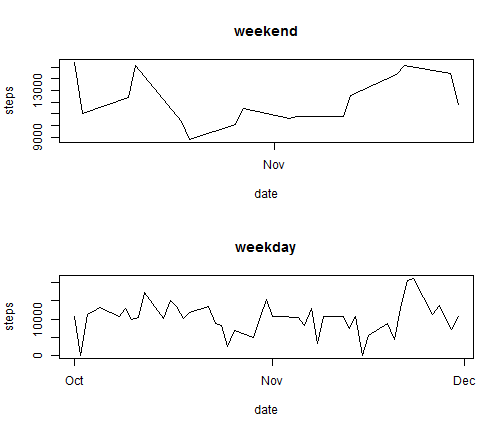 weekend
steps
13000
9000
Nov
date
weekday
steps
10000
0
Oct Nov Dec
date